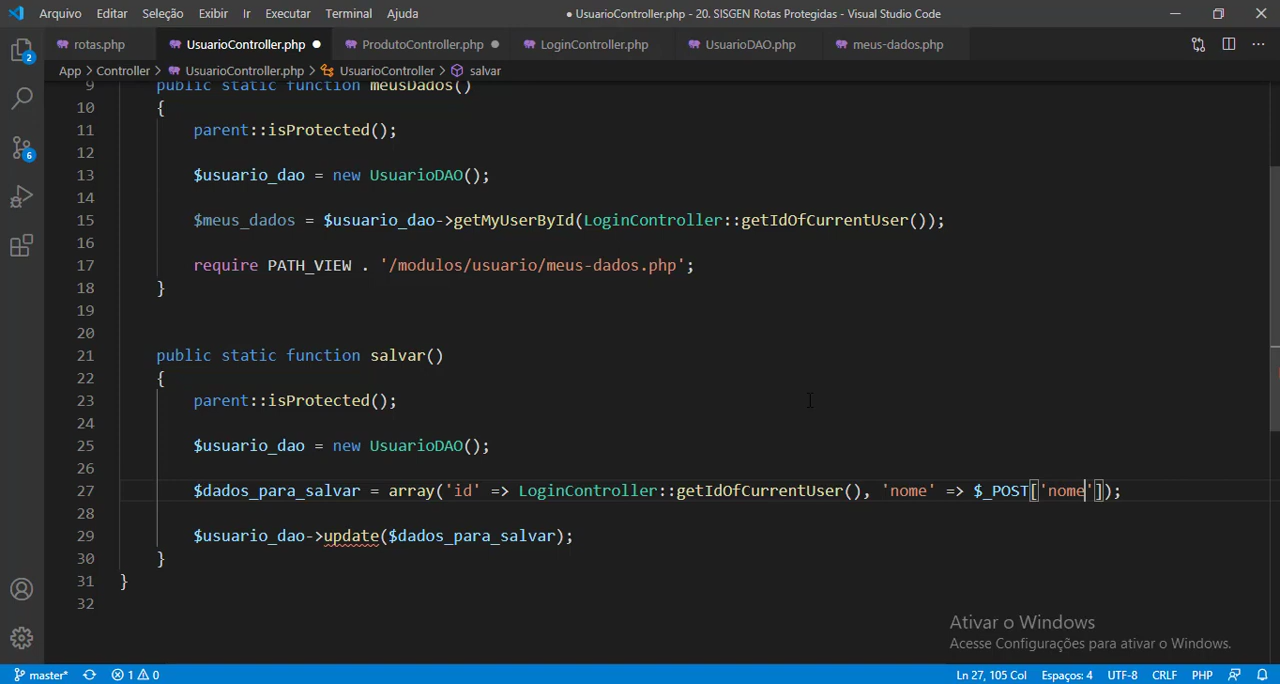 Arquivo Editar Seleção Exibir Ir Executar Terminal Ajuda ● UsuarioController.php - 20. SISGEN Rotas Protegidas - Visual Studio Code
rotas.php UsuarioController.php ProdutoController.php LoginController.php UsuarioDAO.php meus-dados.php
App > Controller > UsuarioController.php > UsuarioController > salvar
9 public static function meusDados()
10 {
11 parent::isProtected();
12
13 $usuario_dao = new UsuarioDAO();
14
15 $meus_dados = $usuario_dao->getMyUserById(LoginController::getIdOfCurrentUser());
16
17 require PATH_VIEW . '/modulos/usuario/meus-dados.php';
18 }
19
20
21 public static function salvar()
22 {
23 parent::isProtected();
24
25 $usuario_dao = new UsuarioDAO();
26
27 $dados_para_salvar = array('id' => LoginController::getIdOfCurrentUser(), 'nome' => $_POST['nome']);
28
29 $usuario_dao->update($dados_para_salvar);
30 }
31 }
32
2
6
Ativar o Windows
Acesse Configurações para ativar o Windows.
master* 1 0 Ln 27, 105 Col Espaços: 4 UTF-8 CRLF PHP